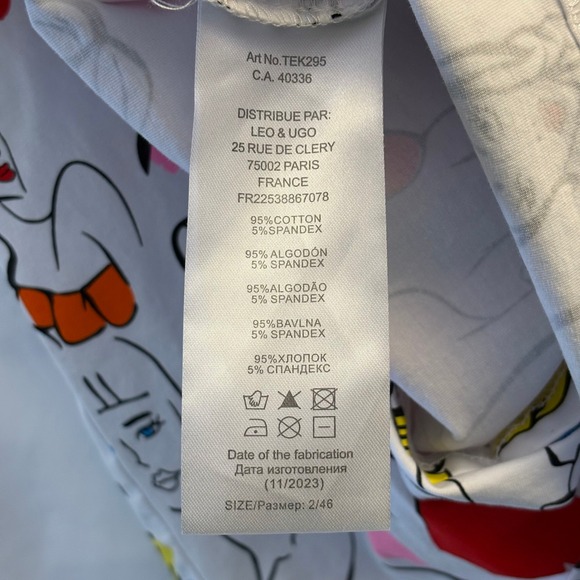 Art No.TEK295
C.A. 40336
DISTRIBUE PAR:
LEO & UGO
25 RUE DE CLERY
75002 PARIS
FRANCE
FR22538867078
95%COTTON
5%SPANDEX
95% ALGODÓN
5% SPANDEX
95%ALGODÃO
5% SPANDEX
95%BAVLNA
5% SPANDEX
95%ХЛОПОК
5% СПАНДЕКС
Date of the fabrication
Дата изготовления
(11/2023)
SIZE/Размер: 2/46